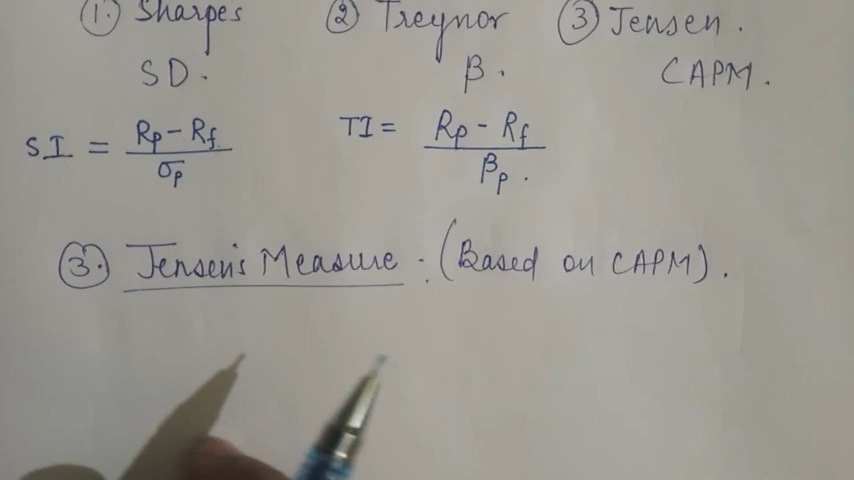 ① Sharpes ② Treynor ③ Jensen.
SD. β. CAPM.
SI = Rp - Rf / σp TI = Rp - Rf / βp.
③. Jensen's Measure :- (Based on CAPM).